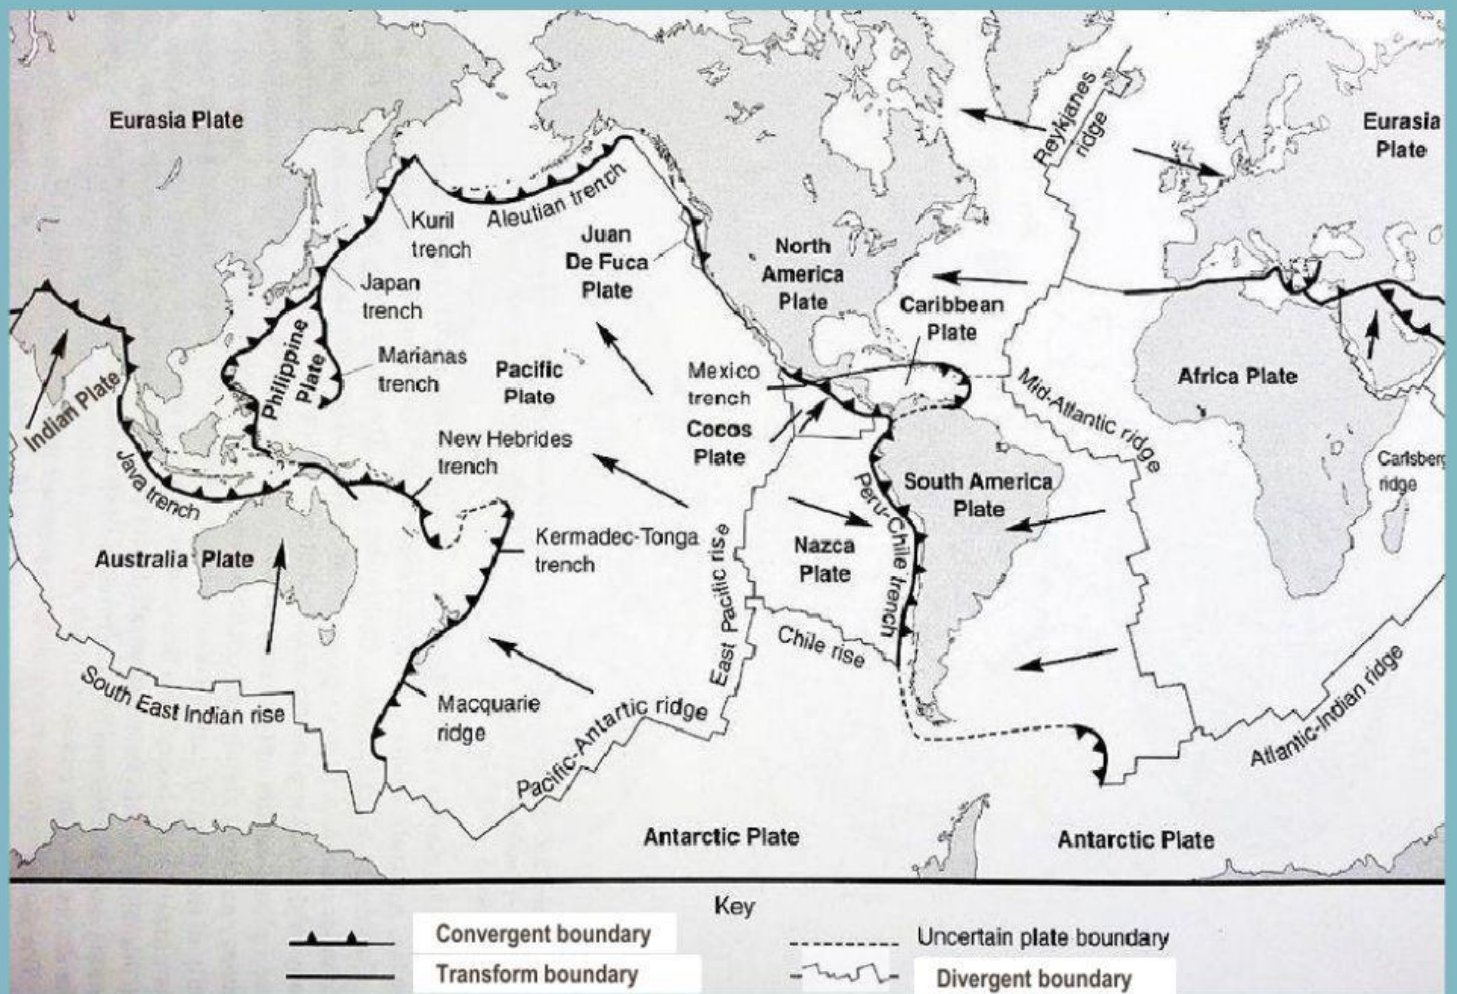 Eurasia Plate
Reykjanes
ridge
Eurasia
Plate
Kuril
trench
Aleutian trench
Juan
De Fuca
Plate
North
America
Plate
Japan
trench
Caribbean
Plate
Philippine
Plate
Marianas
trench
Pacific
Plate
Mexico
trench
Mid-Atlantic ridge
Africa Plate
Indian Plate
New Hebrides
trench
Cocos
Plate
Java trench
Peru-Chile trench
South America
Plate
Carlsberg
ridge
Australia Plate
Kermadec-Tonga
trench
East Pacific rise
Nazca
Plate
Chile rise
South East Indian rise
Macquarie
ridge
Pacific-Antartic ridge
Atlantic-Indian ridge
Antarctic Plate
Antarctic Plate
Key
Convergent boundary
Uncertain plate boundary
Transform boundary
Divergent boundary